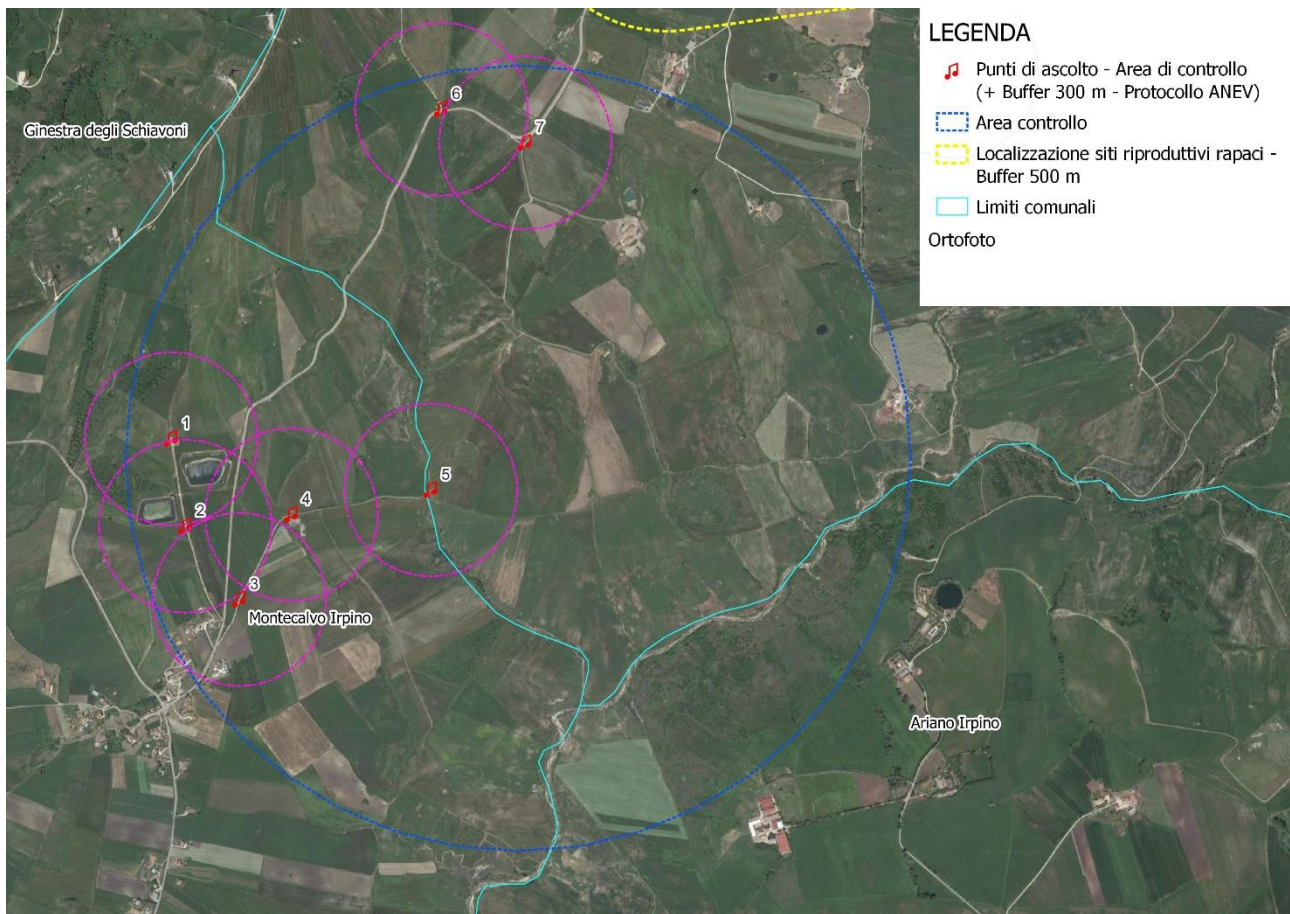 LEGENDA
Punti di ascolto - Area di controllo
(+ Buffer 300 m - Protocollo ANEV)
Area controllo
Localizzazione siti riproduttivi rapaci -
Buffer 500 m
Limiti comunali
Ortofoto
6
7
Ginestra degli Schiavoni
1
5
4
2
3
Montecalvo Irpino
Ariano Irpino